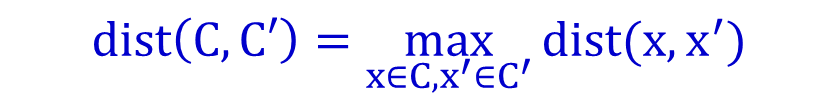 dist(C, C′) = max dist(x, x′)
x∈C,x′∈C′